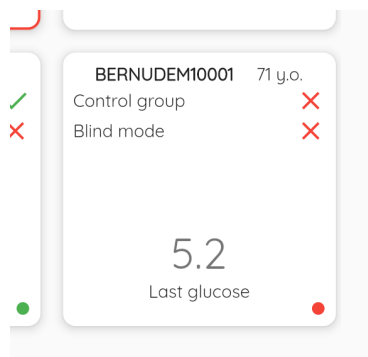 BERNUDEM10001 71 y.o.
Control group
Blind mode
5.2
Last glucose